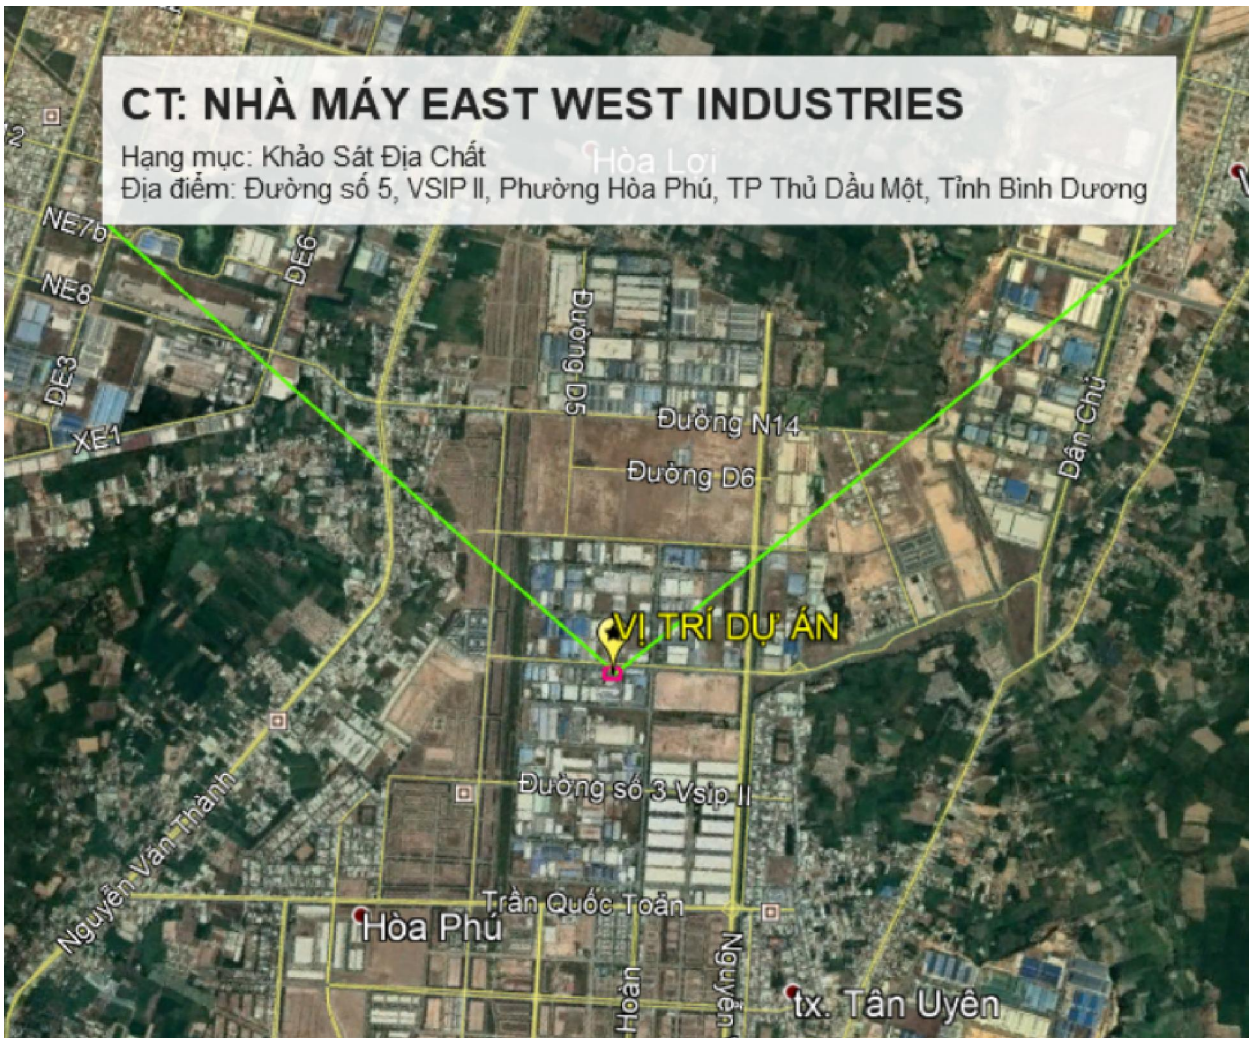 CT: NHÀ MÁY EAST WEST INDUSTRIES
Hạng mục: Khảo Sát Địa Chất
Hòa Lợi
Địa điểm: Đường số 5, VSIP II, Phường Hòa Phú, TP Thủ Dầu Một, Tỉnh Bình Dương
NE7b
DE6
NE8
Đường D5
DE3
Đường N14
XE1
Dân Chủ
Đường D6
VỊ TRÍ DỰ ÁN
Đường số 3 Vsip II
Nguyễn Văn Thành
Trần Quốc Toản
Hòa Phú
Nguyễn
Hoàn
tx. Tân Uyên